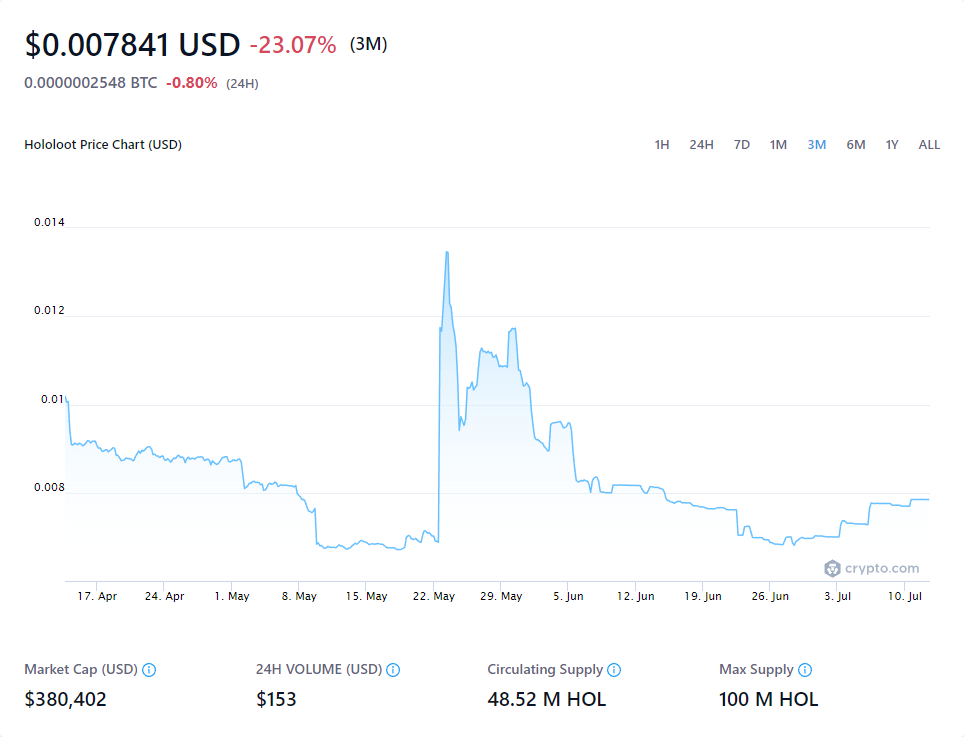 $0.007841 USD -23.07% (3M)
0.0000002548 BTC -0.80% (24H)
Hololoot Price Chart (USD) 1H 24H 7D 1M 3M 6M 1Y ALL
0.014
0.012
0.01
0.008
crypto.com
17. Apr 24. Apr 1. May 8. May 15. May 22. May 29. May 5. Jun 12. Jun 19. Jun 26. Jun 3. Jul 10. Jul
Market Cap (USD) 24H VOLUME (USD) Circulating Supply Max Supply
$380,402 $153 48.52 M HOL 100 M HOL